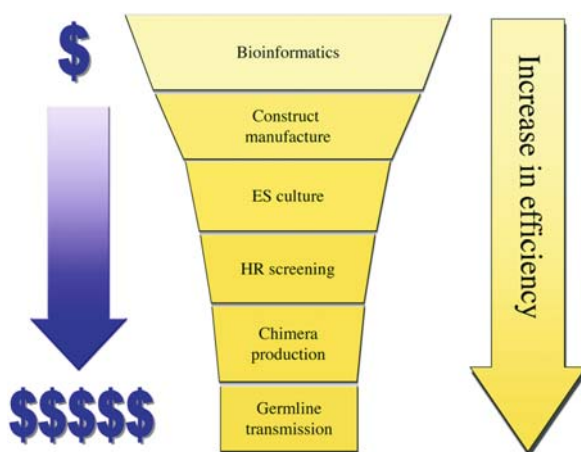 $
Bioinformatics
Construct
manufacture
ES culture
HR screening
Chimera
production
Germline
transmission
$$$$$
Increase in efficiency